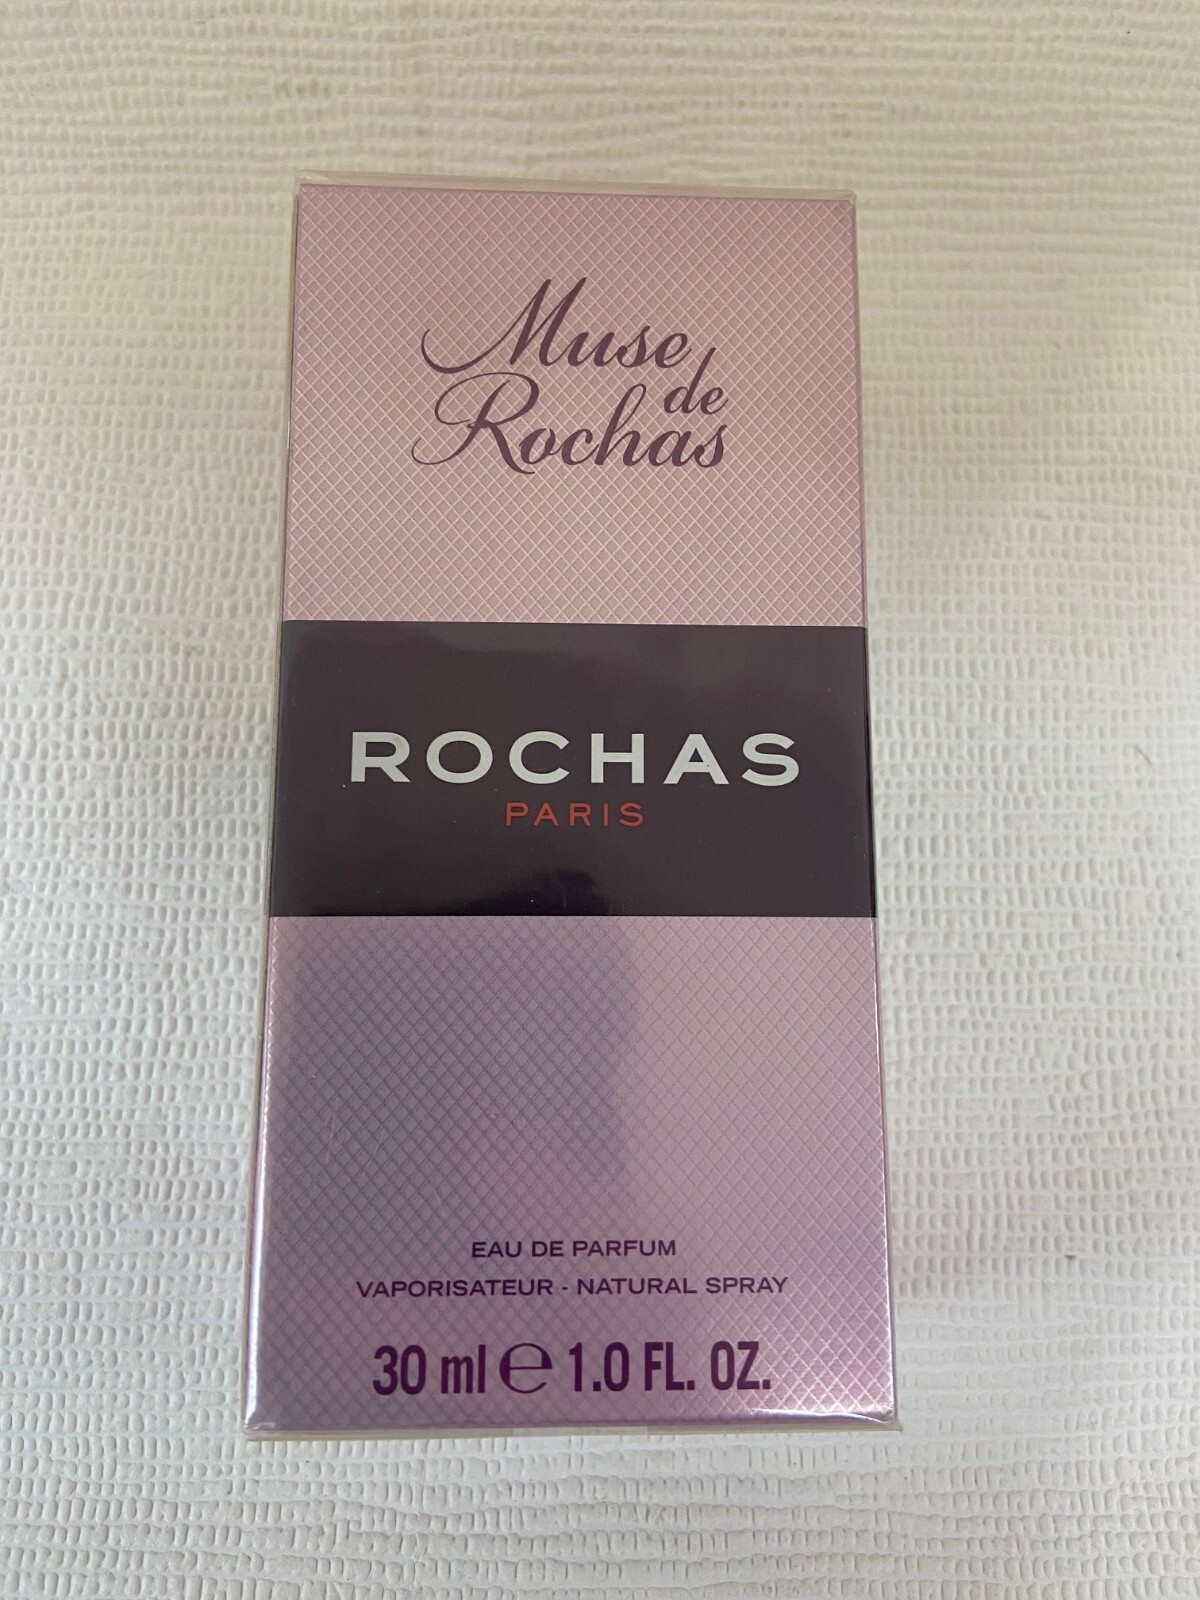 Muse
de
Rochas
ROCHAS
PARIS
EAU DE PARFUM
VAPORISATEUR - NATURAL SPRAY
30 ml ℮ 1.0 FL. OZ.